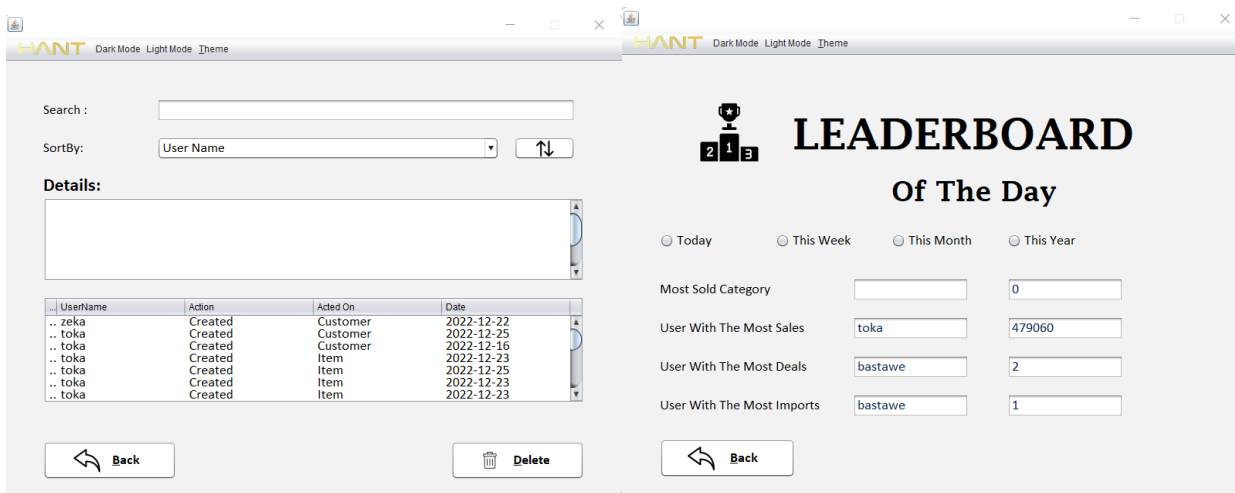 HANT Dark Mode Light Mode Theme
Search :
SortBy: User Name
Details:
... UserName Action Acted On Date
.. zeka Created Customer 2022-12-22
.. toka Created Customer 2022-12-25
.. toka Created Customer 2022-12-16
.. toka Created Item 2022-12-23
.. toka Created Item 2022-12-25
.. toka Created Item 2022-12-23
.. toka Created Item 2022-12-23
Back Delete
HANT Dark Mode Light Mode Theme
2 1 3
LEADERBOARD
Of The Day
Today This Week This Month This Year
Most Sold Category 0
User With The Most Sales toka 479060
User With The Most Deals bastawe 2
User With The Most Imports bastawe 1
Back